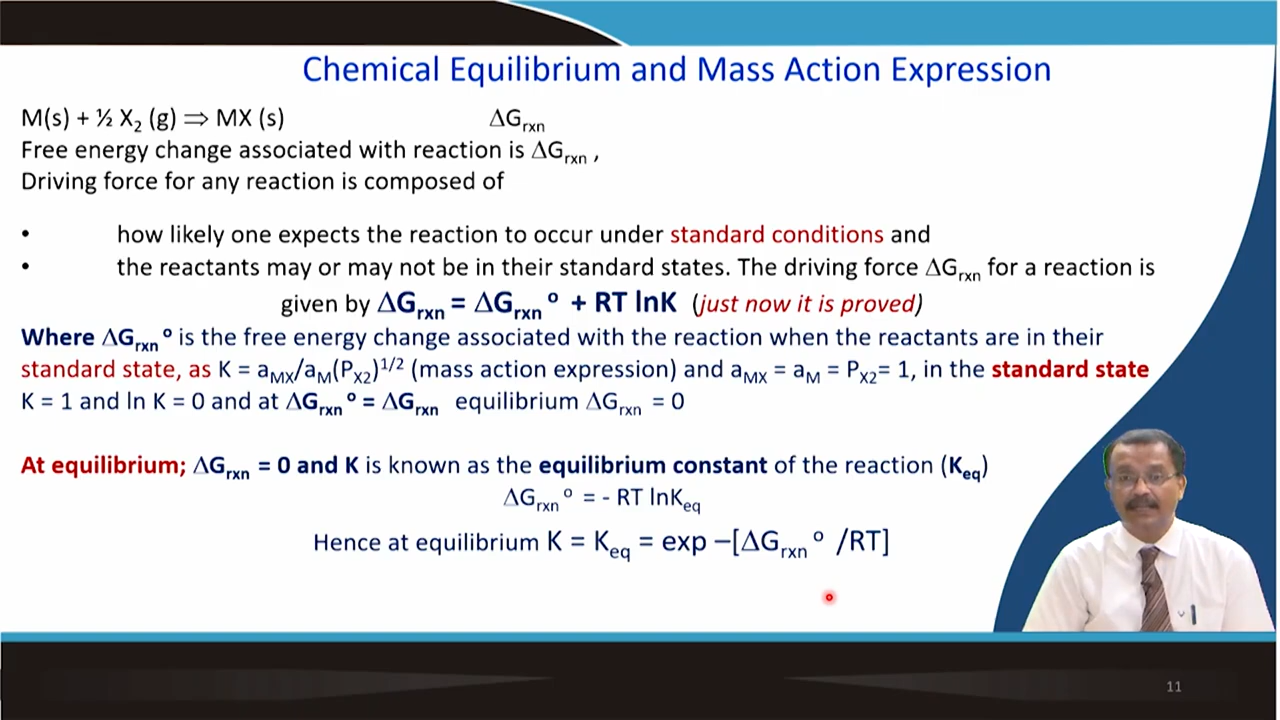 Chemical Equilibrium and Mass Action Expression
M(s) + ½ X₂ (g) ⇒ MX (s) ΔGrxn
Free energy change associated with reaction is ΔGrxn ,
Driving force for any reaction is composed of
• how likely one expects the reaction to occur under standard conditions and
• the reactants may or may not be in their standard states. The driving force ΔGrxn for a reaction is
given by ΔGrxn = ΔGrxn º + RT lnK (just now it is proved)
Where ΔGrxn º is the free energy change associated with the reaction when the reactants are in their
standard state, as K = aMX/aM(PX2)^1/2 (mass action expression) and aMX = aM = PX2= 1, in the standard state
K = 1 and ln K = 0 and at ΔGrxn º = ΔGrxn equilibrium ΔGrxn = 0
At equilibrium; ΔGrxn = 0 and K is known as the equilibrium constant of the reaction (Keq)
ΔGrxn º = - RT lnKeq
Hence at equilibrium K = Keq = exp –[ΔGrxn º /RT]
11